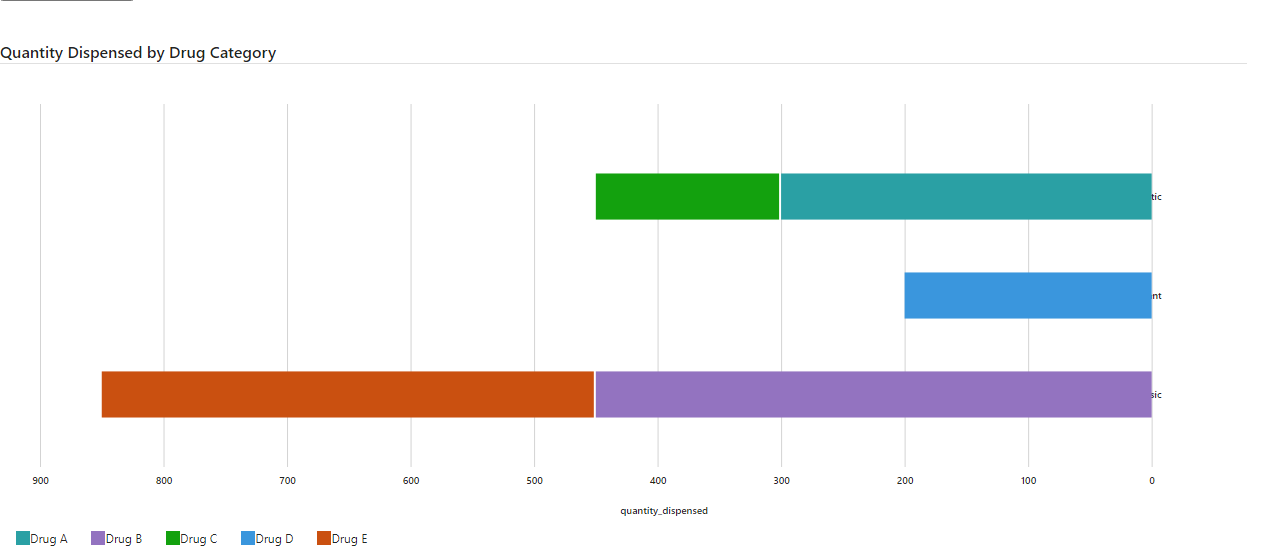 Quantity Dispensed by Drug Category
tic
nt
sic
900 800 700 600 500 400 300 200 100 0
quantity_dispensed
Drug A Drug B Drug C Drug D Drug E